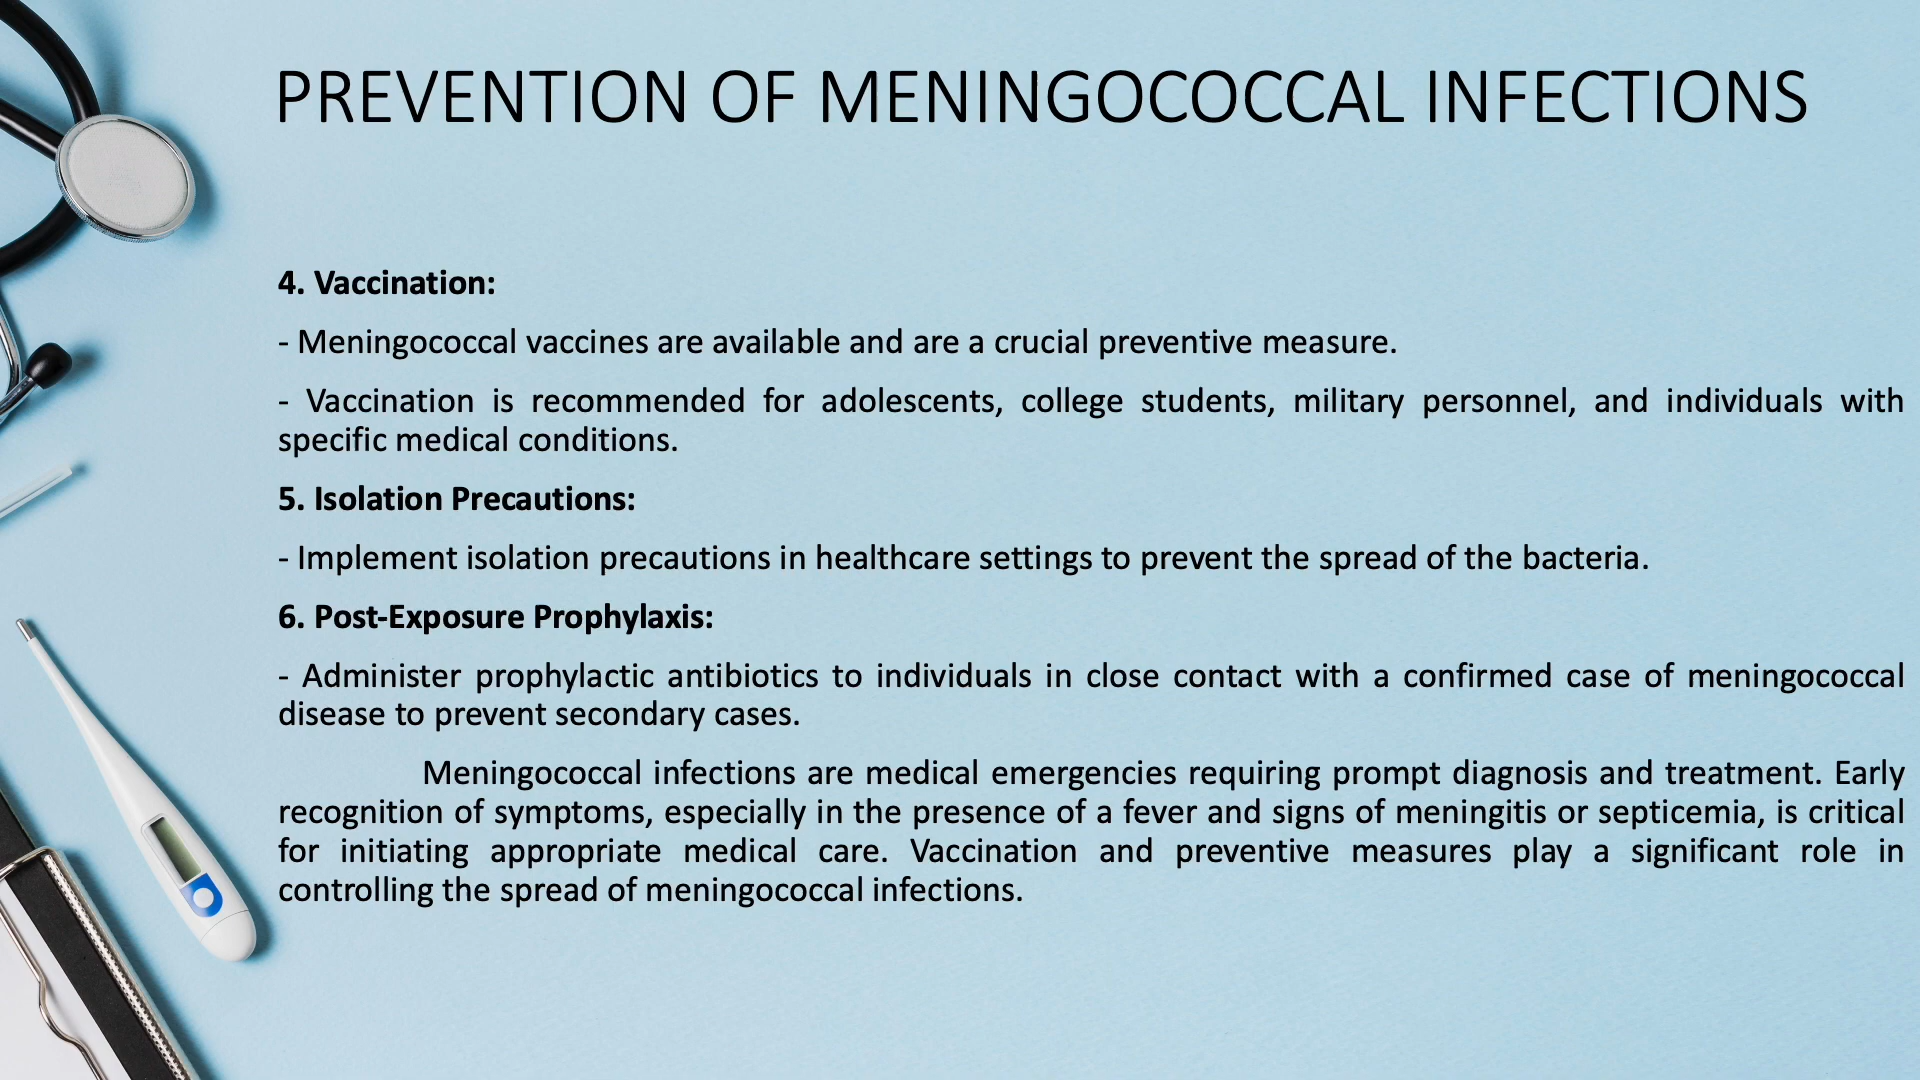 PREVENTION OF MENINGOCOCCAL INFECTIONS
4. Vaccination:
- Meningococcal vaccines are available and are a crucial preventive measure.
- Vaccination is recommended for adolescents, college students, military personnel, and individuals with
specific medical conditions.
5. Isolation Precautions:
- Implement isolation precautions in healthcare settings to prevent the spread of the bacteria.
6. Post-Exposure Prophylaxis:
- Administer prophylactic antibiotics to individuals in close contact with a confirmed case of meningococcal
disease to prevent secondary cases.
Meningococcal infections are medical emergencies requiring prompt diagnosis and treatment. Early
recognition of symptoms, especially in the presence of a fever and signs of meningitis or septicemia, is critical
for initiating appropriate medical care. Vaccination and preventive measures play a significant role in
controlling the spread of meningococcal infections.